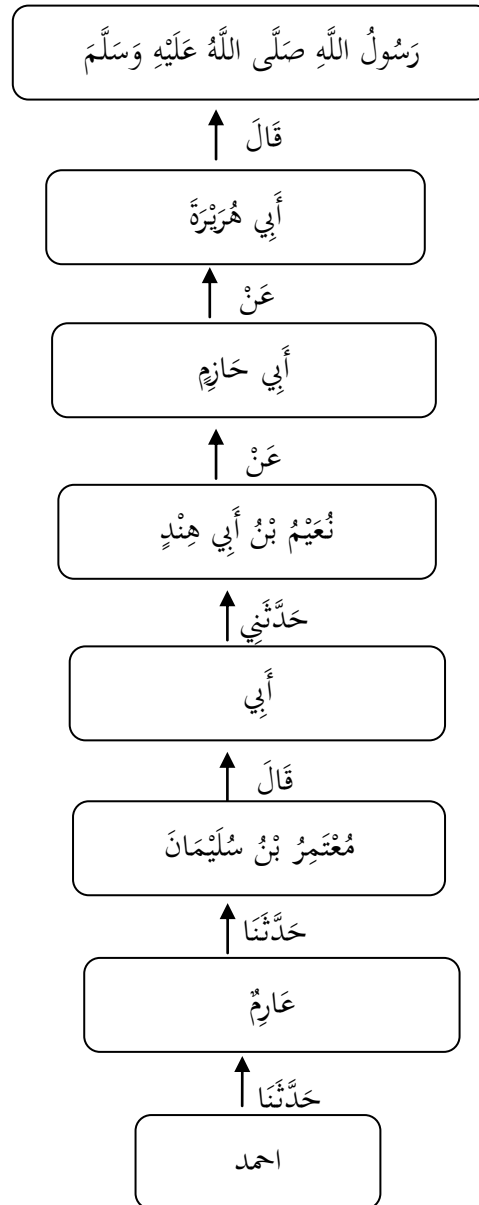 رَسُولُ اللَّهِ صَلَّى اللَّهُ عَلَيْهِ وَسَلَّمَ
قَالَ
أَبِي هُرَيْرَةَ
عَنْ
أَبِي حَازِمٍ
عَنْ
نُعَيْمُ بْنُ أَبِي هِنْدٍ
حَدَّثَنِي
أَبِي
قَالَ
مُعْتَمِرُ بْنُ سُلَيْمَانَ
حَدَّثَنَا
عَارِمٌ
حَدَّثَنَا
احمد